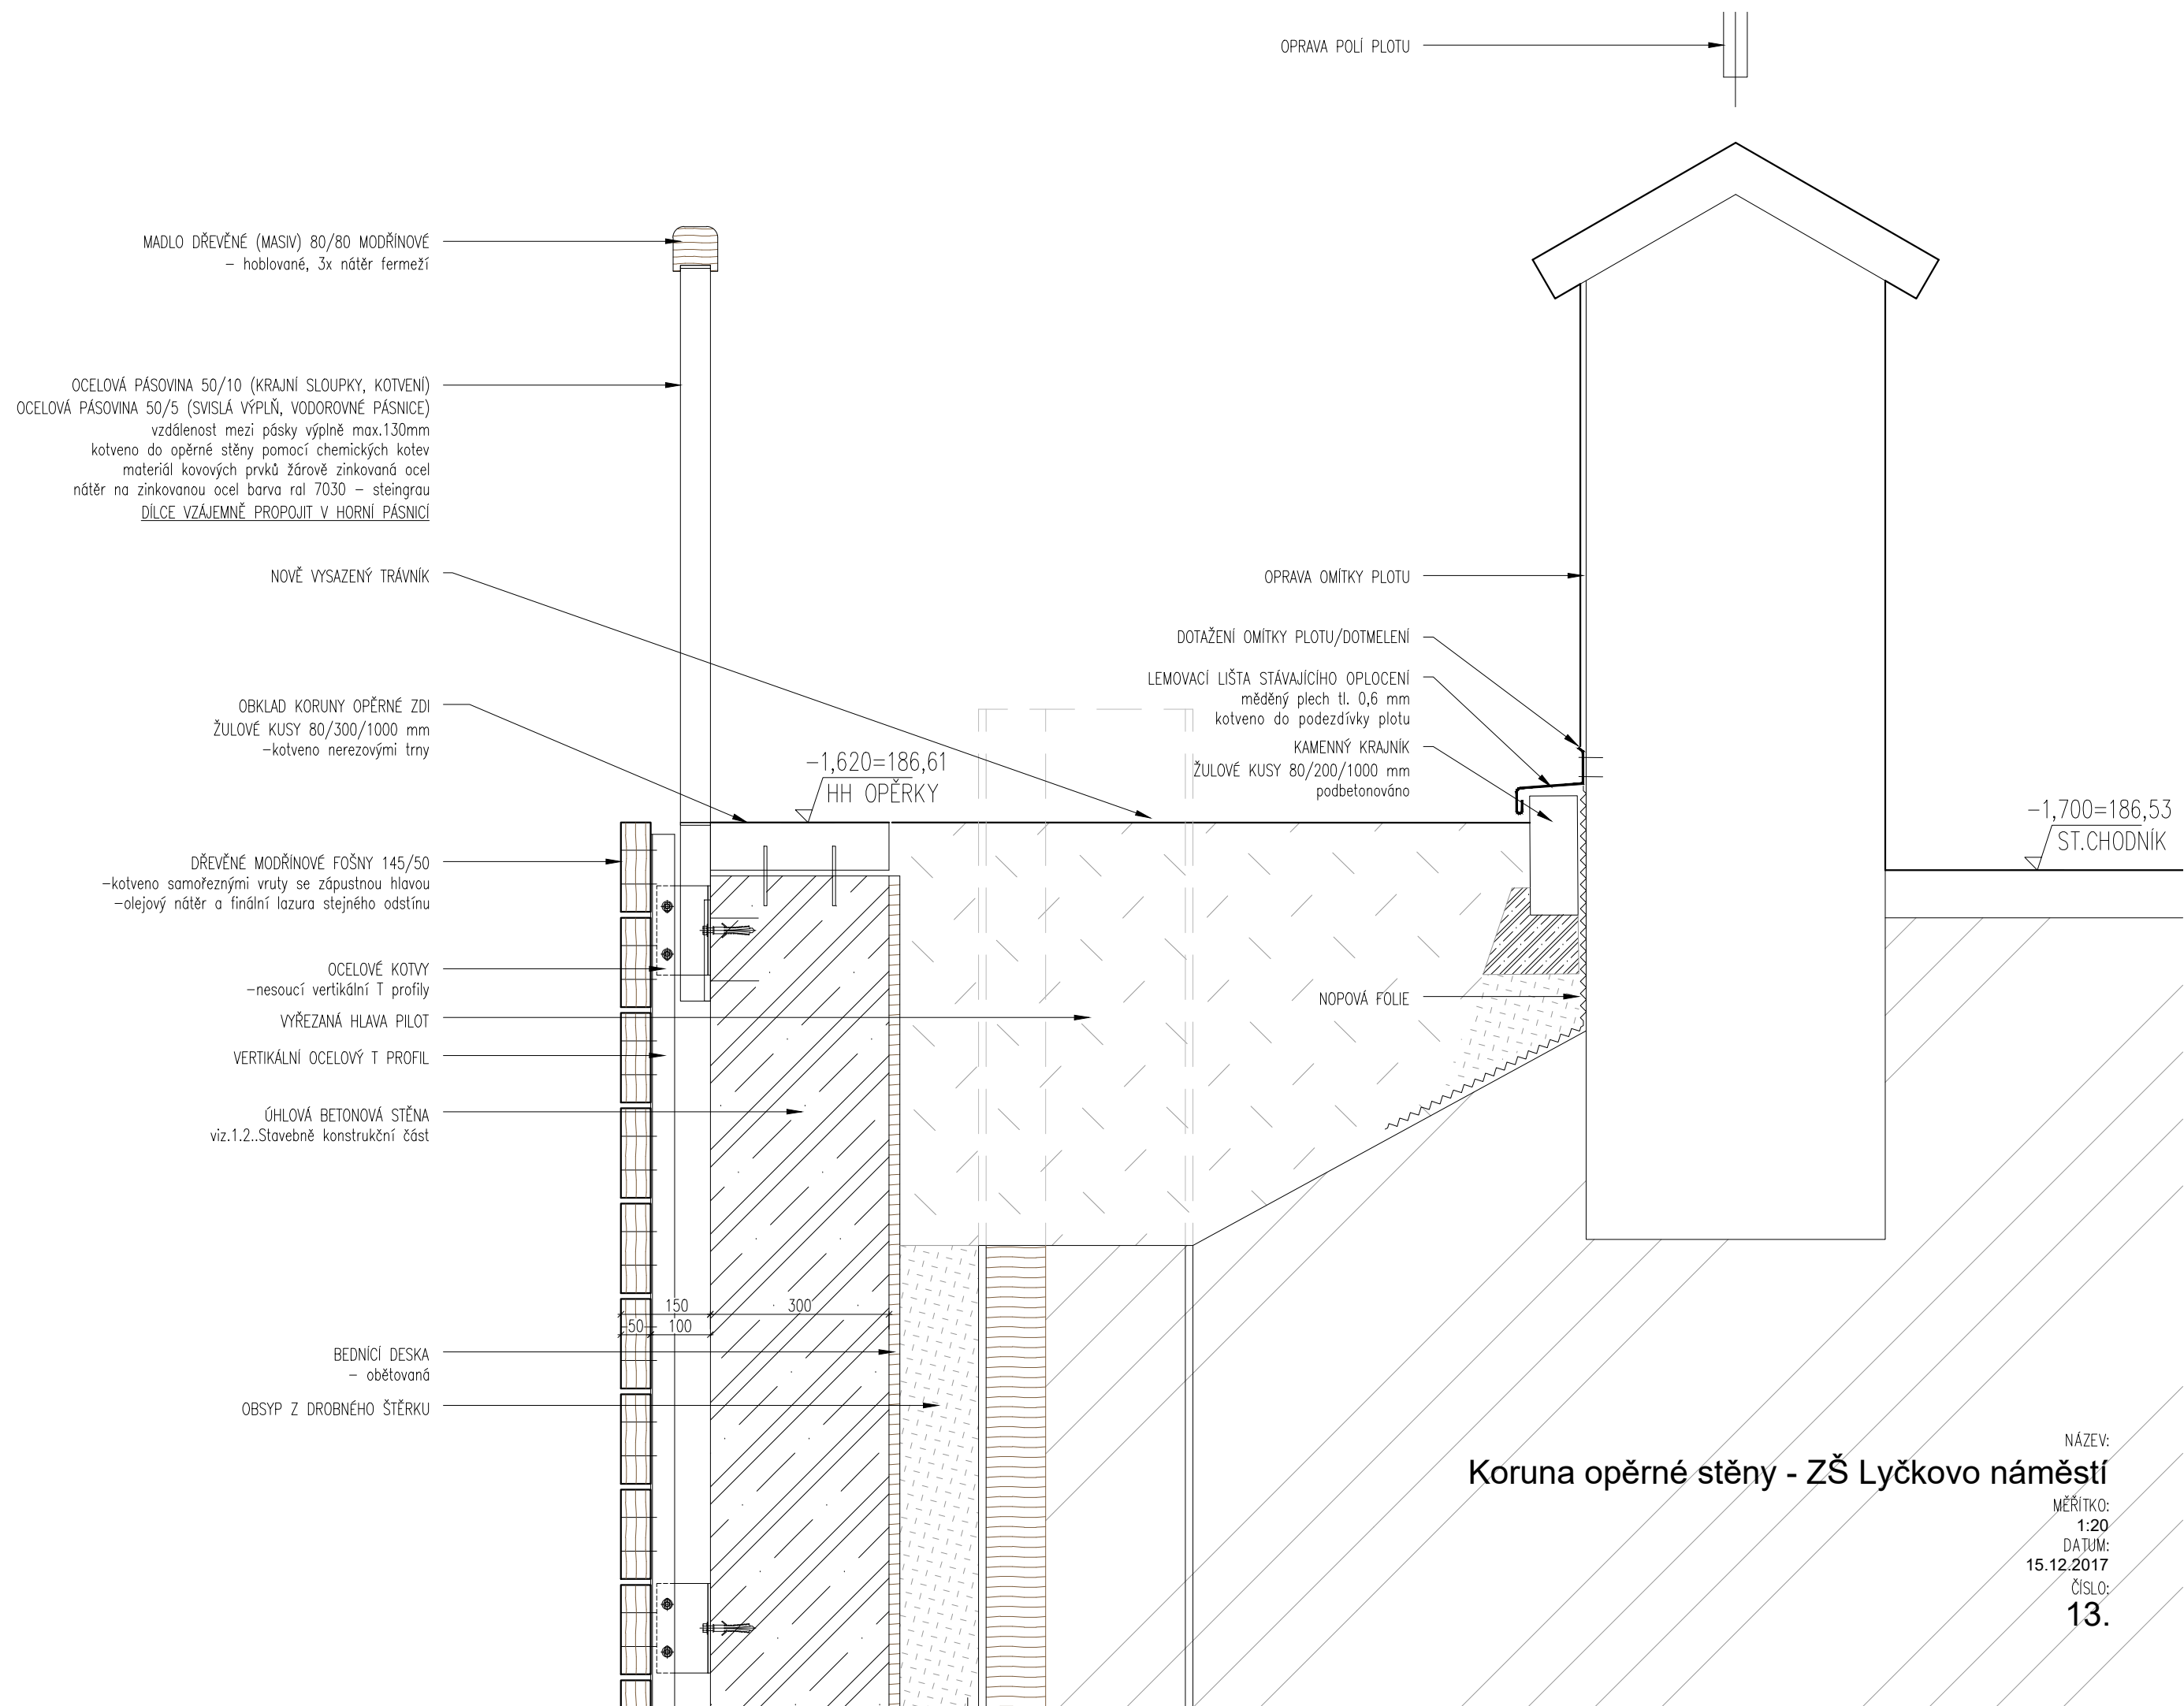 OPRAVA POLÍ PLOTU
MADLO DŘEVĚNÉ (MASIV) 80/80 MODŘÍNOVÉ
– hoblované, 3x nátěr fermeží
OCELOVÁ PÁSOVINA 50/10 (KRAJNÍ SLOUPKY, KOTVENÍ)
OCELOVÁ PÁSOVINA 50/5 (SVISLÁ VÝPLŇ, VODOROVNÉ PÁSNICE)
vzdálenost mezi pásky výplně max.130mm
kotveno do opěrné stěny pomocí chemických kotev
materiál kovových prvků žárově zinkovaná ocel
nátěr na zinkovanou ocel barva ral 7030 – steingrau
DÍLCE VZÁJEMNĚ PROPOJIT V HORNÍ PÁSNICÍ
NOVĚ VYSAZENÝ TRÁVNÍK
OBKLAD KORUNY OPĚRNÉ ZDI
ŽULOVÉ KUSY 80/300/1000 mm
–kotveno nerezovými trny
OPRAVA OMÍTKY PLOTU
DOTAŽENÍ OMÍTKY PLOTU/DOTMELENÍ
LEMOVACÍ LIŠTA STÁVAJÍCÍHO OPLOCENÍ
měděný plech tl. 0,6 mm
kotveno do podezdívky plotu
KAMENNÝ KRAJNÍK
ŽULOVÉ KUSY 80/200/1000 mm
podbetonováno
–1,620=186,61
HH OPĚRKY
–1,700=186,53
ST.CHODNÍK
DŘEVĚNÉ MODŘÍNOVÉ FOŠNY 145/50
–kotveno samořeznými vruty se zápustnou hlavou
–olejový nátěr a finální lazura stejného odstínu
OCELOVÉ KOTVY
–nesoucí vertikální T profily
VYŘEZANÁ HLAVA PILOT
VERTIKÁLNÍ OCELOVÝ T PROFIL
ÚHLOVÁ BETONOVÁ STĚNA
viz.1.2..Stavebně konstrukční část
NOPOVÁ FOLIE
150
300
50
100
BEDNÍCÍ DESKA
– obětovaná
OBSYP Z DROBNÉHO ŠTĚRKU
NÁZEV:
Koruna opěrné stěny - ZŠ Lyčkovo náměstí
MĚŘÍTKO:
1:20
DATUM:
15.12.2017
ČÍSLO:
13.